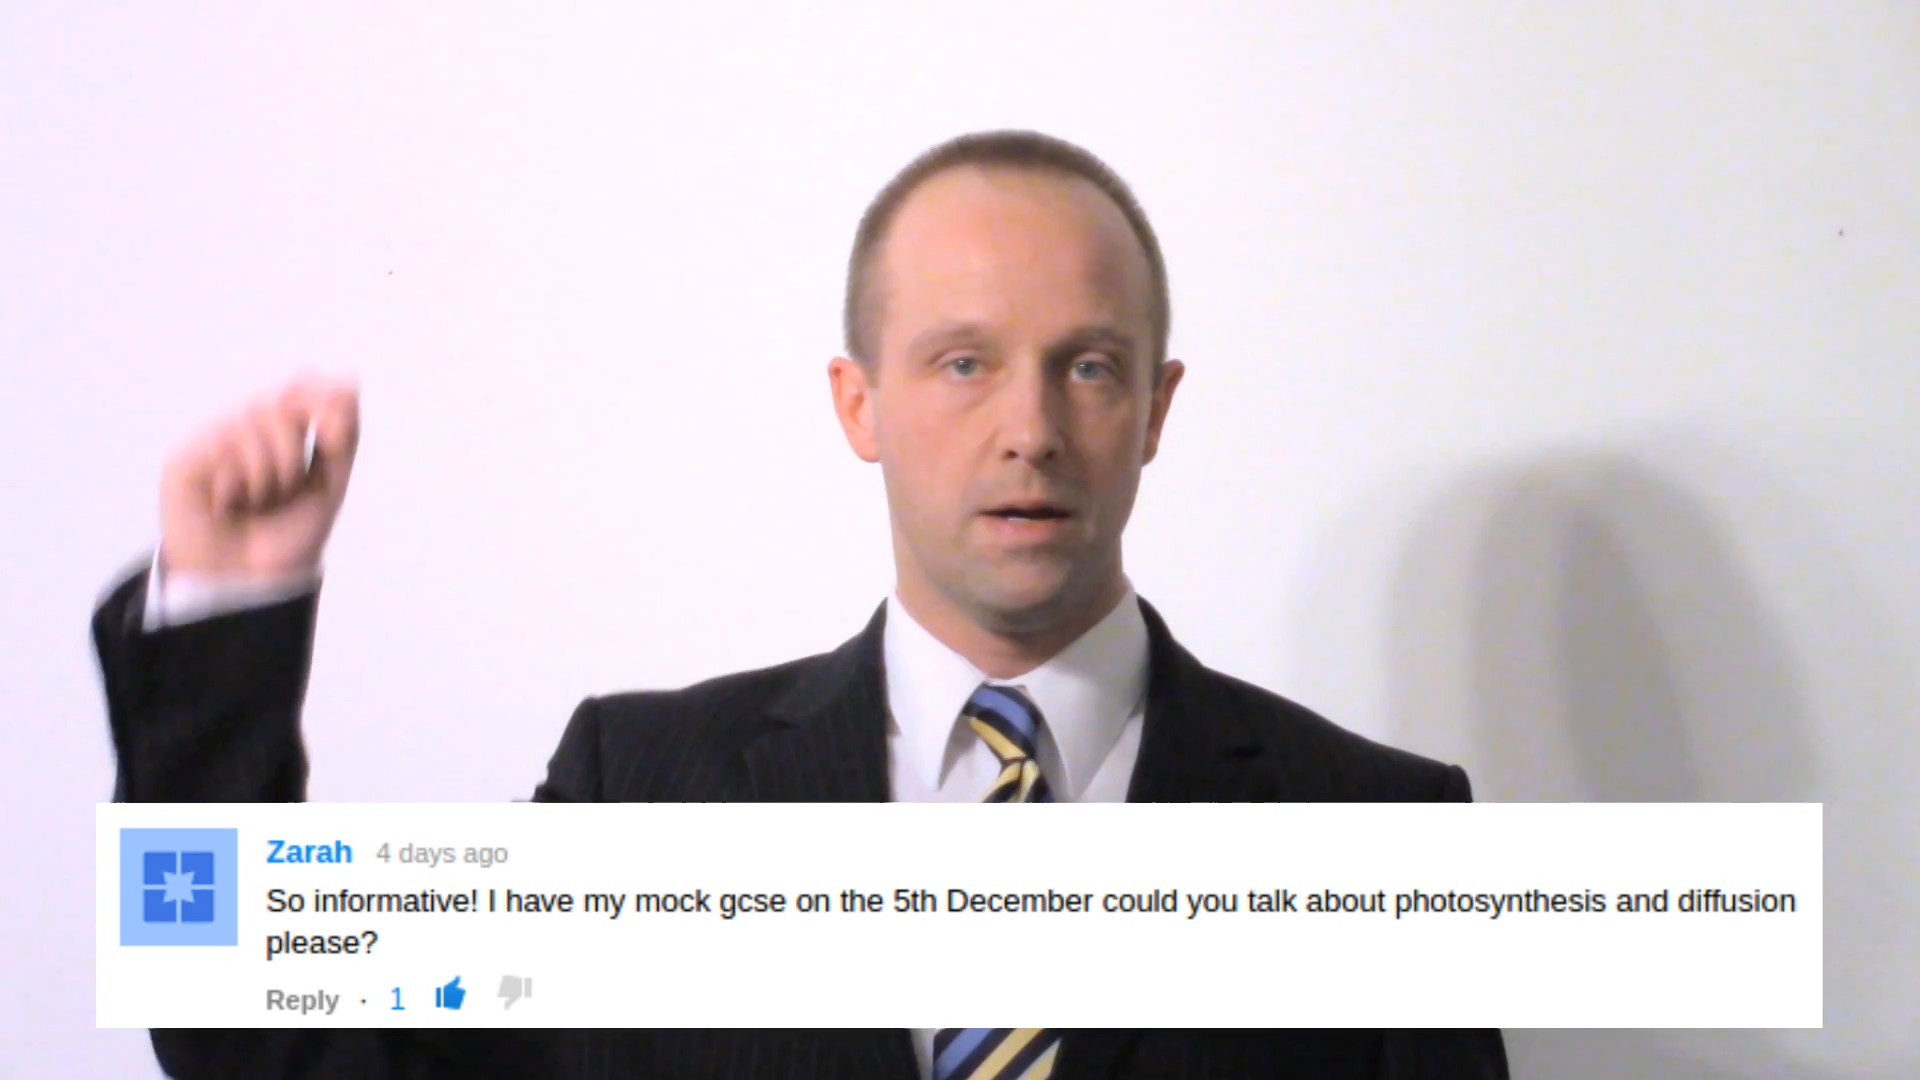 Zarah 4 days ago
So informative! I have my mock gcse on the 5th December could you talk about photosynthesis and diffusion
please?
Reply · 1